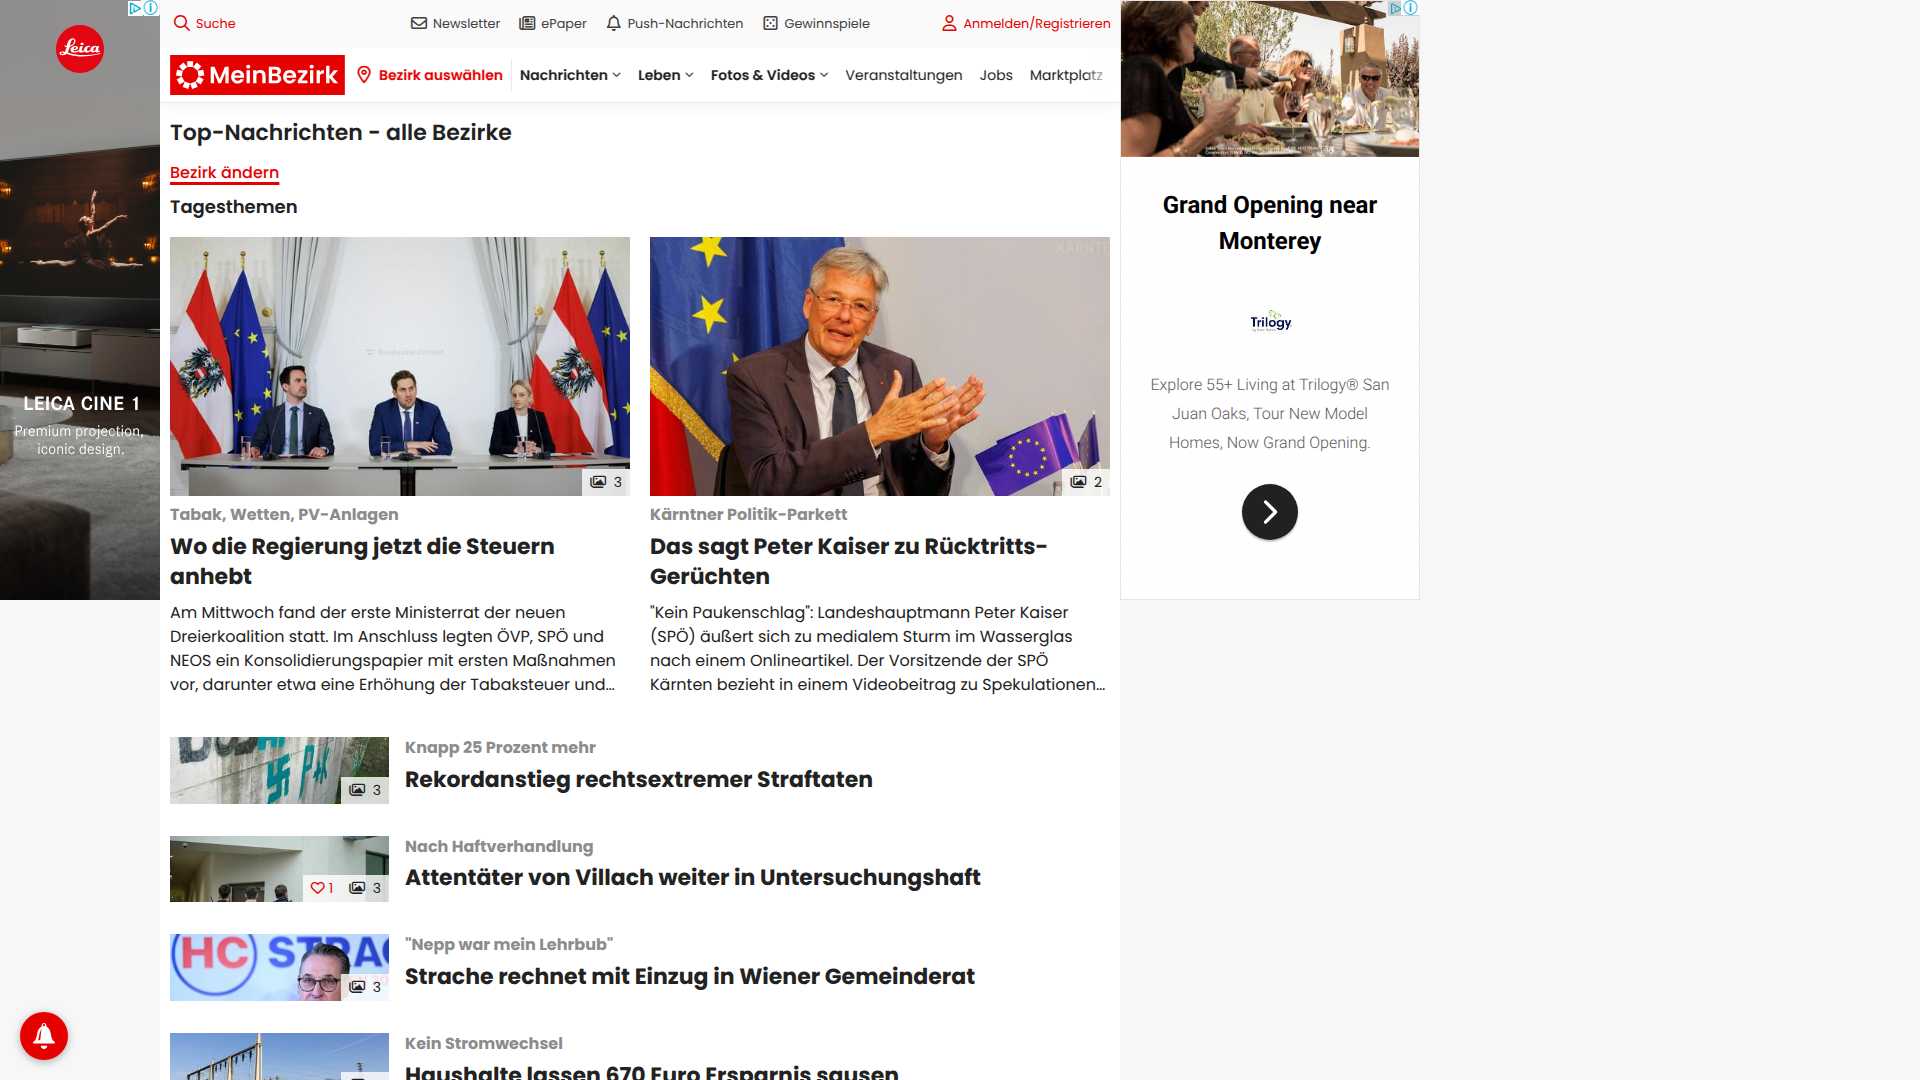 Leica
LEICA CINE 1
Premium projection,
iconic design.
Suche
Newsletter
ePaper
Push-Nachrichten
Gewinnspiele
Anmelden/Registrieren
MeinBezirk
Bezirk auswählen
Nachrichten
Leben
Fotos & Videos
Veranstaltungen
Jobs
Marktplatz
Top-Nachrichten - alle Bezirke
Bezirk ändern
Tagesthemen
3
Tabak, Wetten, PV-Anlagen
Wo die Regierung jetzt die Steuern
anhebt
Am Mittwoch fand der erste Ministerrat der neuen
Dreierkoalition statt. Im Anschluss legten ÖVP, SPÖ und
NEOS ein Konsolidierungspapier mit ersten Maßnahmen
vor, darunter etwa eine Erhöhung der Tabaksteuer und...
2
Kärntner Politik-Parkett
Das sagt Peter Kaiser zu Rücktritts-
Gerüchten
"Kein Paukenschlag": Landeshauptmann Peter Kaiser
(SPÖ) äußert sich zu medialem Sturm im Wasserglas
nach einem Onlineartikel. Der Vorsitzende der SPÖ
Kärnten bezieht in einem Videobeitrag zu Spekulationen...
3
Knapp 25 Prozent mehr
Rekordanstieg rechtsextremer Straftaten
1 3
Nach Haftverhandlung
Attentäter von Villach weiter in Untersuchungshaft
HC STRAC
3
"Nepp war mein Lehrbub"
Strache rechnet mit Einzug in Wiener Gemeinderat
Kein Stromwechsel
Haushalte lassen 670 Euro Ersparnis sausen
Grand Opening near
Monterey
Trilogy
Explore 55+ Living at Trilogy® San
Juan Oaks, Tour New Model
Homes, Now Grand Opening.